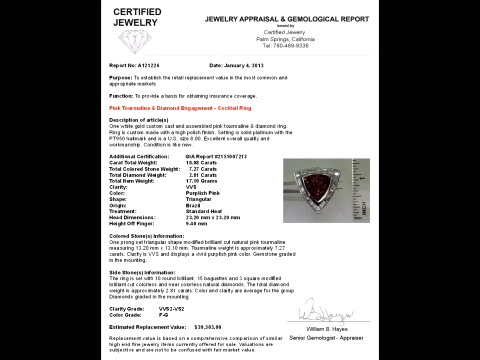 CERTIFIED
JEWELRY
JEWELRY APPRAISAL & GEMOLOGICAL REPORT
issued by
Certified Jewelry
Palm Springs, California
Tel: 780-489-9338
Report No: A121226
Date: January 4, 2013
Purpose: To establish the retail replacement value in the most common and
appropriate markets.
Function: To provide a basis for obtaining insurance coverage.
Pink Tourmaline & Diamond Engagement - Cocktail Ring
Description of article(s)
One white gold custom cast and assembled pink tourmaline & diamond ring.
Ring is custom made with a high polish finish. Setting is solid platinum with the
PT950 hallmark and is a U.S. size 8.00. Excellent overall quality and
workmanship. Condition is like new.
Additional Certification: GIA Report #2151007213
Carat Total Weight: 10.08 Carats
Total Colored Stone Weight: 7.27 Carats
Total Diamond Weight: 2.81 Carats
Total Item Weight: 17.10 Grams
Clarity: VVS
Color: Purplish Pink
Shape: Triangular
Origin: Brazil
Treatment: Standard Heat
Head Dimensions: 23.20 mm x 23.20 mm
Height Off Finger: 9.40 mm
INCH
Colored Stone(s) Information:
One prong set triangular shape modified brilliant cut natural pink tourmaline
measuring 13.20 mm x 13.10 mm. Tourmaline weight is approximately 7.27
carats. Clarity is VVS and displays a vivid purplish pink color. Gemstone graded
in the mounting.
Side Stone(s) Information:
The ring is set with 10 round brilliant, 15 baguettes and 3 square modified
brilliant cut colorless and near colorless natural diamonds. The total diamond
weight is approximately 2.81 carats. Color and clarity are average for the group
Diamonds graded in the mounting.
Clarity Grade: VVS2-VS2
Color Grade: F-G
Estimated Replacement Value: $39,303.00
William B. Hayes
Senior Gemologist - Appraiser
Replacement value is based on a comprehensive comparison of similar
high end fine jewelry items currently offered for sale. Valuations are
subjective and are not to be confused with fair market value.